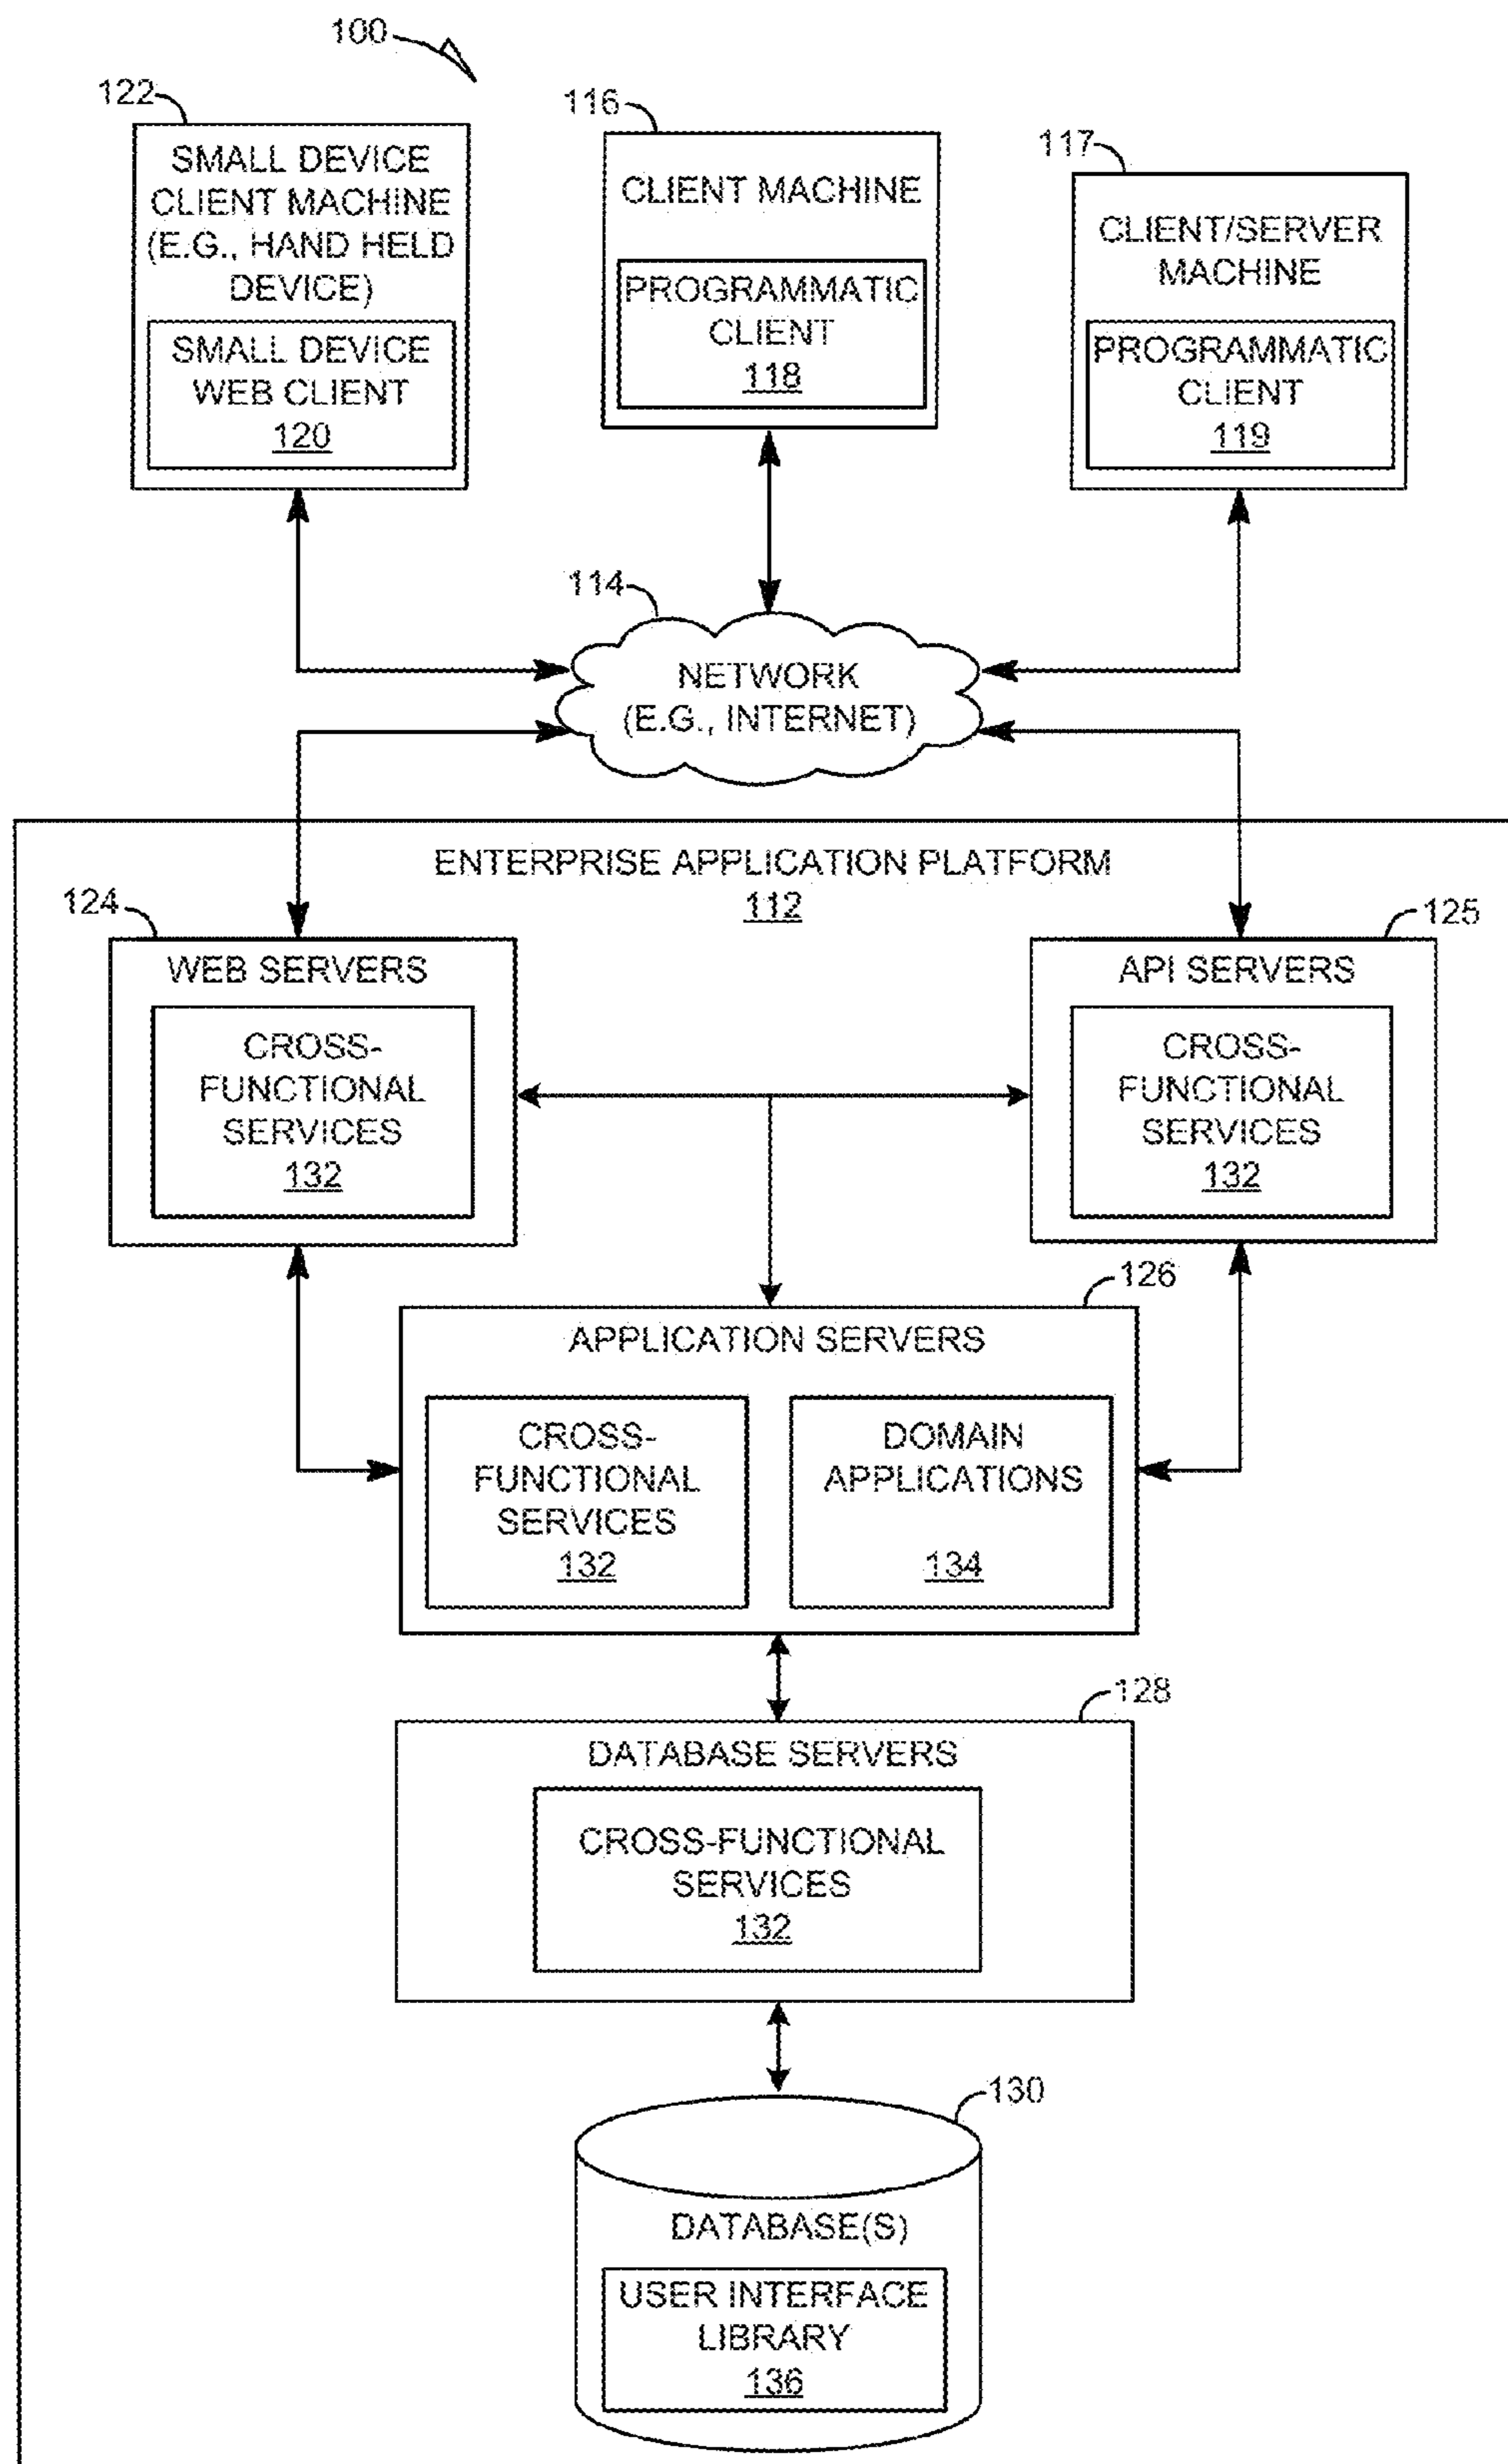 100
122
SMALL DEVICE
CLIENT MACHINE
(E.G., HAND HELD
DEVICE)
SMALL DEVICE
WEB CLIENT
120
116
CLIENT MACHINE
PROGRAMMATIC
CLIENT
118
117
CLIENT/SERVER
MACHINE
PROGRAMMATIC
CLIENT
119
114
NETWORK
(E.G., INTERNET)
ENTERPRISE APPLICATION PLATFORM
112
124
WEB SERVERS
CROSS-
FUNCTIONAL
SERVICES
132
125
API SERVERS
CROSS-
FUNCTIONAL
SERVICES
132
126
APPLICATION SERVERS
CROSS-
FUNCTIONAL
SERVICES
132
DOMAIN
APPLICATIONS
134
128
DATABASE SERVERS
CROSS-FUNCTIONAL
SERVICES
132
130
DATABASE(S)
USER INTERFACE
LIBRARY
136